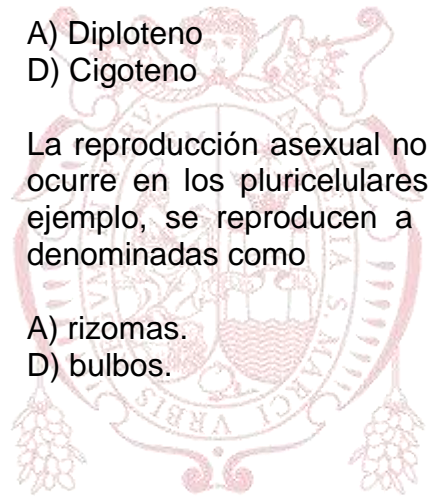 A) Diploteno
D) Cigoteno
La reproducción asexual no
ocurre en los pluricelulares
ejemplo, se reproducen a
denominadas como
A) rizomas.
D) bulbos.